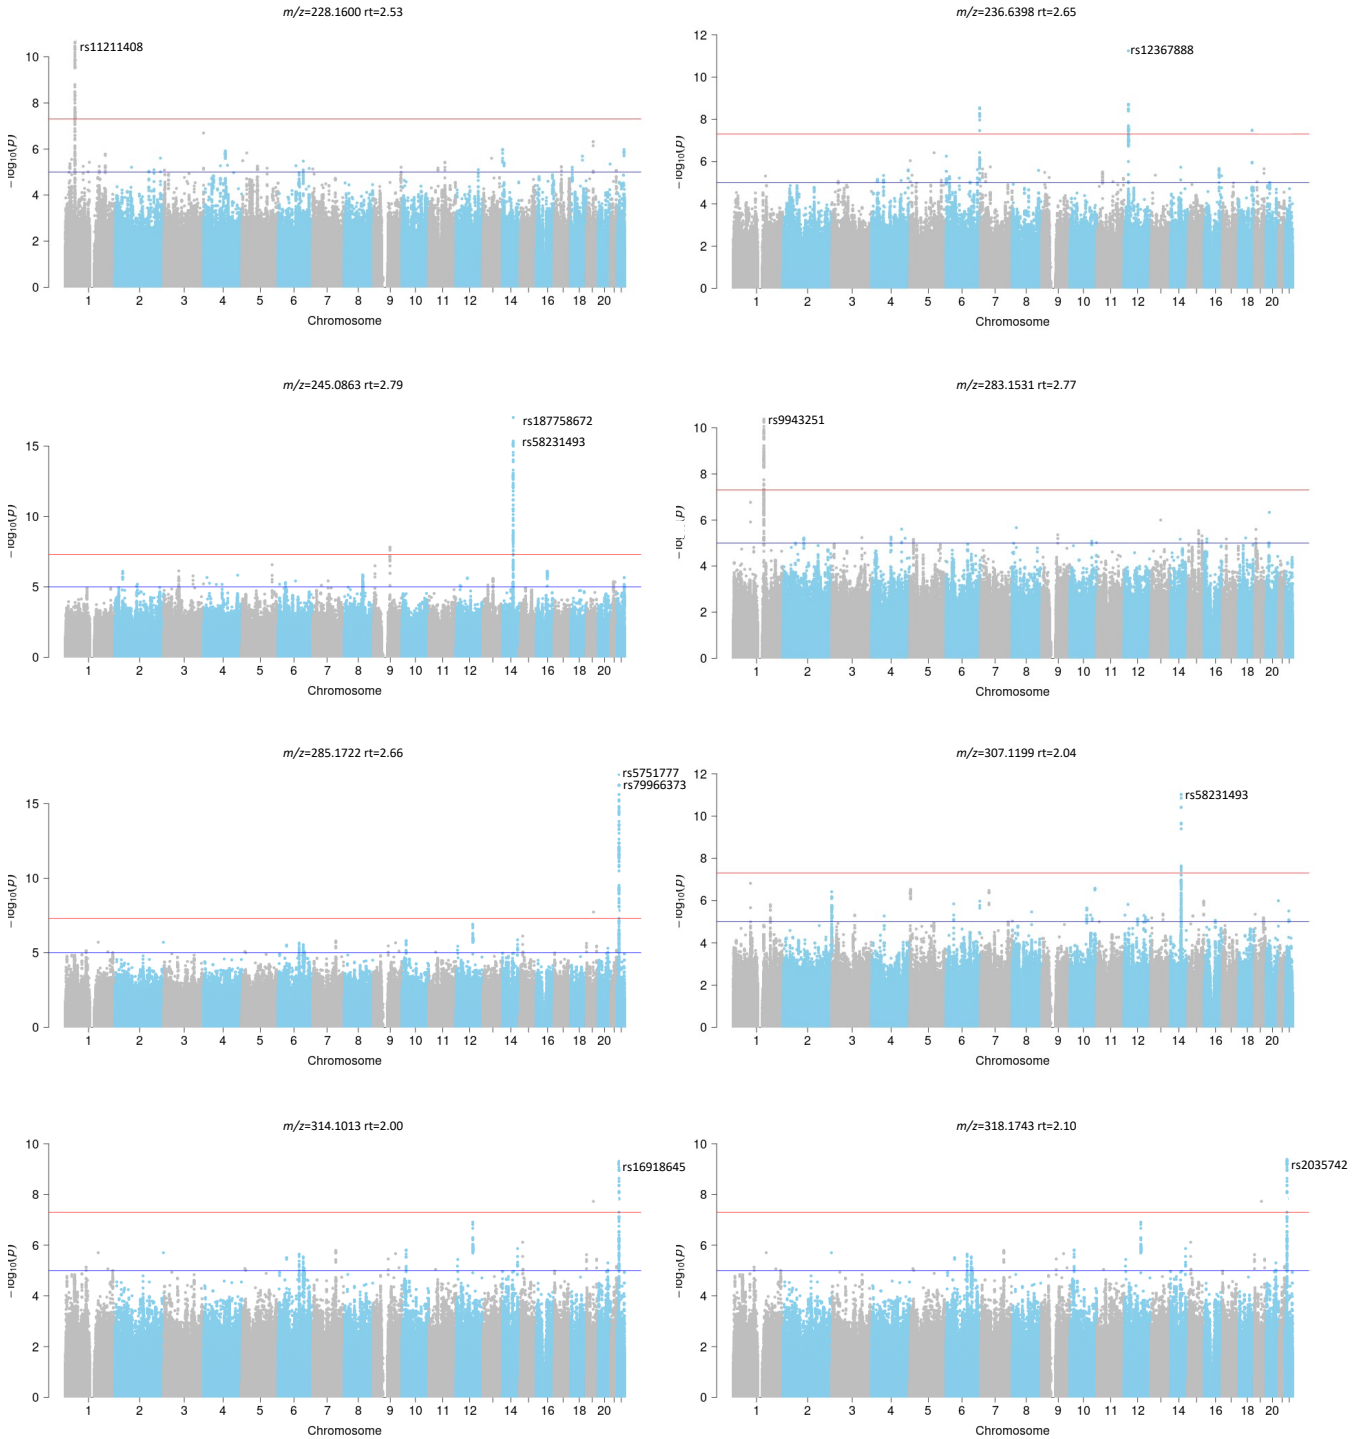 m/z=228.1600 rt=2.53
rs11211408
10
8
6
4
2
0
− log10(p)
1 2 3 4 5 6 7 8 9 10 11 12 14 16 18 20
Chromosome
m/z=236.6398 rt=2.65
rs12367888
12
10
8
6
4
2
0
− log10(p)
1 2 3 4 5 6 7 8 9 10 11 12 14 16 18 20
Chromosome
m/z=245.0863 rt=2.79
rs187758672
rs58231493
15
10
5
0
− log10(p)
1 2 3 4 5 6 7 8 9 10 11 12 14 16 18 20
Chromosome
m/z=283.1531 rt=2.77
rs9943251
10
8
6
4
2
0
1 2 3 4 5 6 7 8 9 10 11 12 14 16 18 20
Chromosome
m/z=285.1722 rt=2.66
rs5751777
rs79966373
15
10
5
0
− log10(p)
1 2 3 4 5 6 7 8 9 10 11 12 14 16 18 20
Chromosome
m/z=307.1199 rt=2.04
rs58231493
12
10
8
6
4
2
0
− log10(p)
1 2 3 4 5 6 7 8 9 10 11 12 14 16 18 20
Chromosome
m/z=314.1013 rt=2.00
rs16918645
10
8
6
4
2
0
− log10(p)
1 2 3 4 5 6 7 8 9 10 11 12 14 16 18 20
Chromosome
m/z=318.1743 rt=2.10
rs2035742
10
8
6
4
2
0
− log10(p)
1 2 3 4 5 6 7 8 9 10 11 12 14 16 18 20
Chromosome